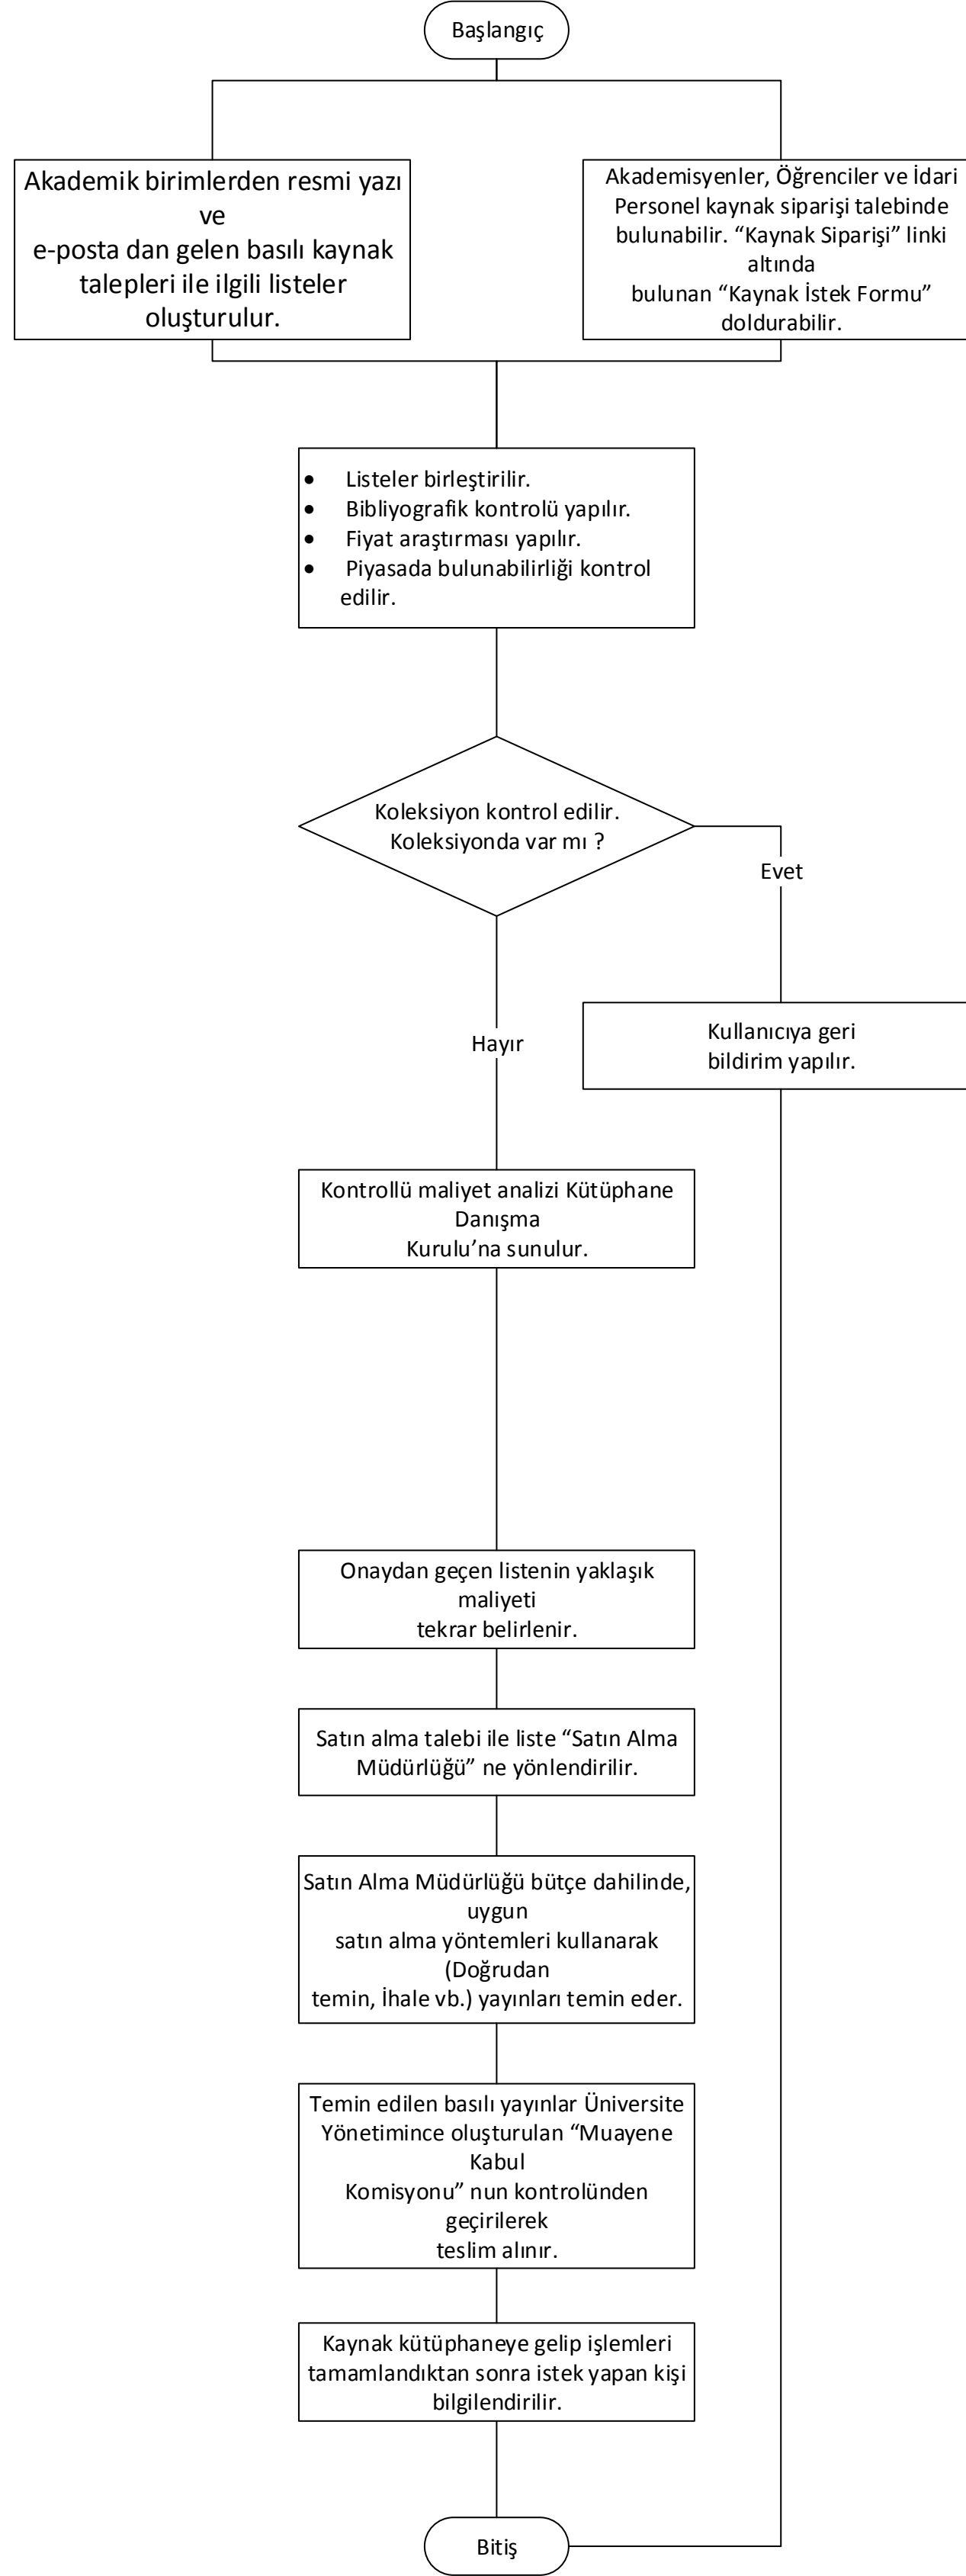 Başlangıç
Akademik birimlerden resmi yazı
ve
e-posta dan gelen basılı kaynak
talepleri ile ilgili listeler
oluşturulur.
Akademisyenler, Öğrenciler ve İdari
Personel kaynak siparişi talebinde
bulunabilir. “Kaynak Siparişi” linki
altında
bulunan “Kaynak İstek Formu”
doldurabilir.
• Listeler birleştirilir.
• Bibliyografik kontrolü yapılır.
• Fiyat araştırması yapılır.
• Piyasada bulunabilirliği kontrol
edilir.
Koleksiyon kontrol edilir.
Koleksiyonda var mı ?
Evet
Hayır
Kullanıcıya geri
bildirim yapılır.
Kontrollü maliyet analizi Kütüphane
Danışma
Kurulu’na sunulur.
Onaydan geçen listenin yaklaşık
maliyeti
tekrar belirlenir.
Satın alma talebi ile liste “Satın Alma
Müdürlüğü” ne yönlendirilir.
Satın Alma Müdürlüğü bütçe dahilinde,
uygun
satın alma yöntemleri kullanarak
(Doğrudan
temin, İhale vb.) yayınları temin eder.
Temin edilen basılı yayınlar Üniversite
Yönetimince oluşturulan “Muayene
Kabul
Komisyonu” nun kontrolünden
geçirilerek
teslim alınır.
Kaynak kütüphaneye gelip işlemleri
tamamlandıktan sonra istek yapan kişi
bilgilendirilir.
Bitiş